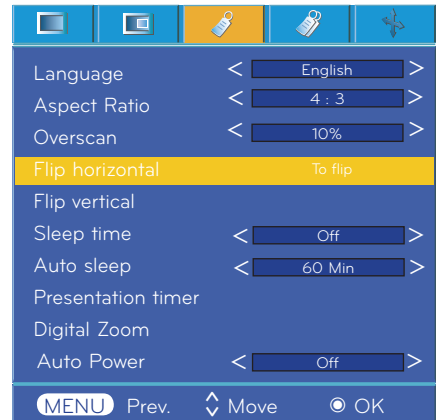 Language < English >
Aspect Ratio < 4 : 3 >
Overscan < 10% >
Flip horizontal To flip
Flip vertical
Sleep time < Off >
Auto sleep < 60 Min >
Presentation timer
Digital Zoom
Auto Power < Off >
MENU Prev. Move OK